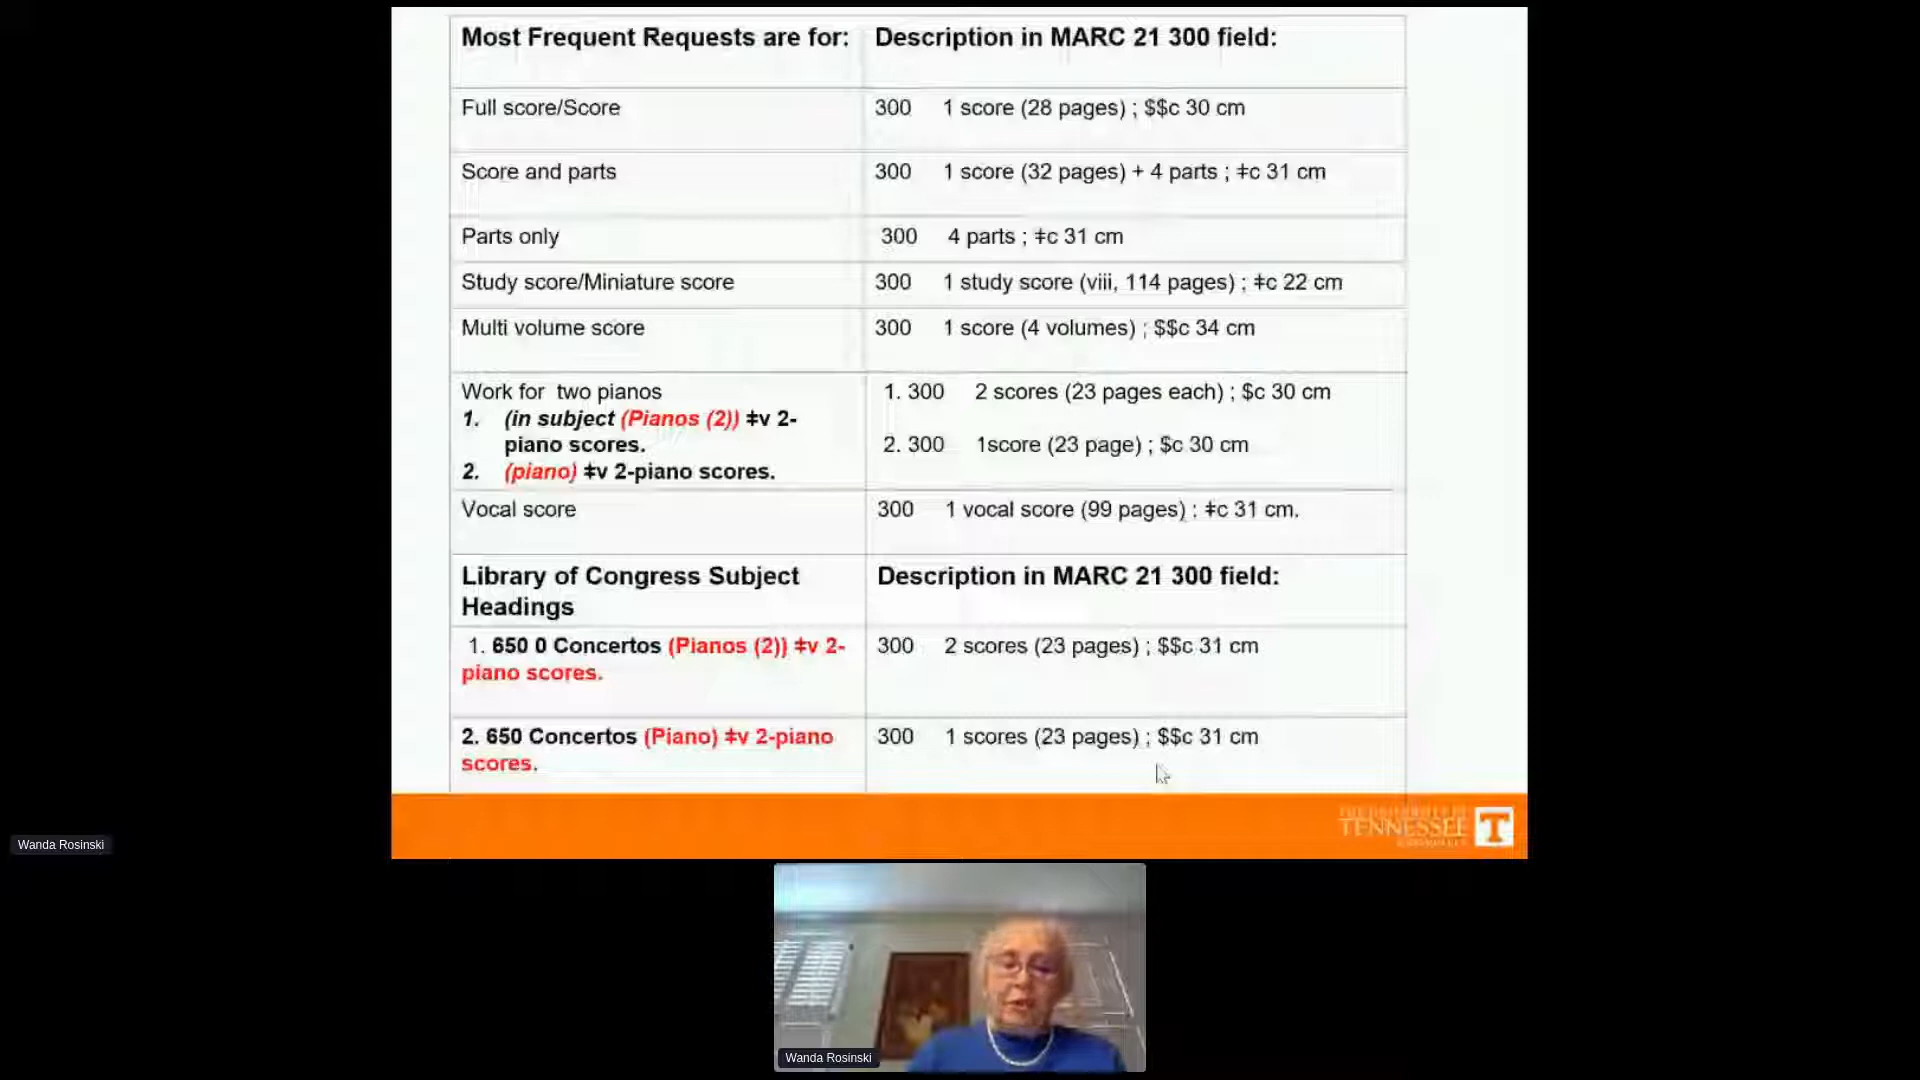 Most Frequent Requests are for: Description in MARC 21 300 field:
Full score/Score 300 1 score (28 pages) ; $$c 30 cm
Score and parts 300 1 score (32 pages) + 4 parts ; ‡c 31 cm
Parts only 300 4 parts ; ‡c 31 cm
Study score/Miniature score 300 1 study score (viii, 114 pages) ; ‡c 22 cm
Multi volume score 300 1 score (4 volumes) ; $$c 34 cm
Work for two pianos 1. 300 2 scores (23 pages each) ; $c 30 cm
1. (in subject (Pianos (2)) ‡v 2-
piano scores. 2. 300 1score (23 page) ; $c 30 cm
2. (piano) ‡v 2-piano scores.
Vocal score 300 1 vocal score (99 pages) : ‡c 31 cm.
Library of Congress Subject Description in MARC 21 300 field:
Headings
1. 650 0 Concertos (Pianos (2)) ‡v 2- 300 2 scores (23 pages) ; $$c 31 cm
piano scores.
2. 650 Concertos (Piano) ‡v 2-piano 300 1 scores (23 pages) ; $$c 31 cm
scores.
TENNESSEE T
Wanda Rosinski
Wanda Rosinski